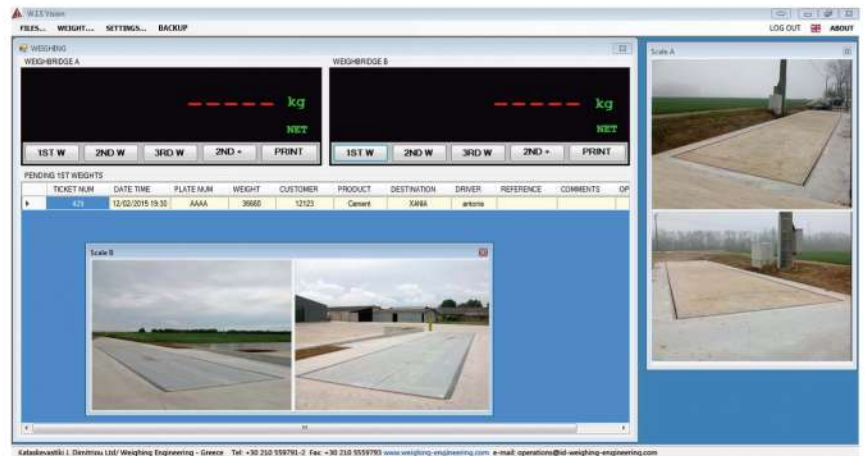 W.I.S Vision
FILES... WEIGHT... SETTINGS... BACKUP LOG OUT ABOUT
WEIGHING
WEIGHBRIDGE A WEIGHBRIDGE B
kg kg
NET NET
1ST W 2ND W 3RD W 2ND + PRINT 1ST W 2ND W 3RD W 2ND + PRINT
PENDING 1ST WEIGHTS
TICKET NUM DATE TIME PLATE NUM WEIGHT CUSTOMER PRODUCT DESTINATION DRIVER REFERENCE COMMENTS OP
12/02/2015 19:30 AAAA 36660 12123 Cement XANIA antonis
Scale A
Scale B
Kataskevastiki I. Dimitriou Ltd/ Weighing Engineering - Greece Tel: +30 210 559791-2 Fax: +30 210 5559793 www.weighing-engineering.com e-mail: operations@id-weighing-engineering.com